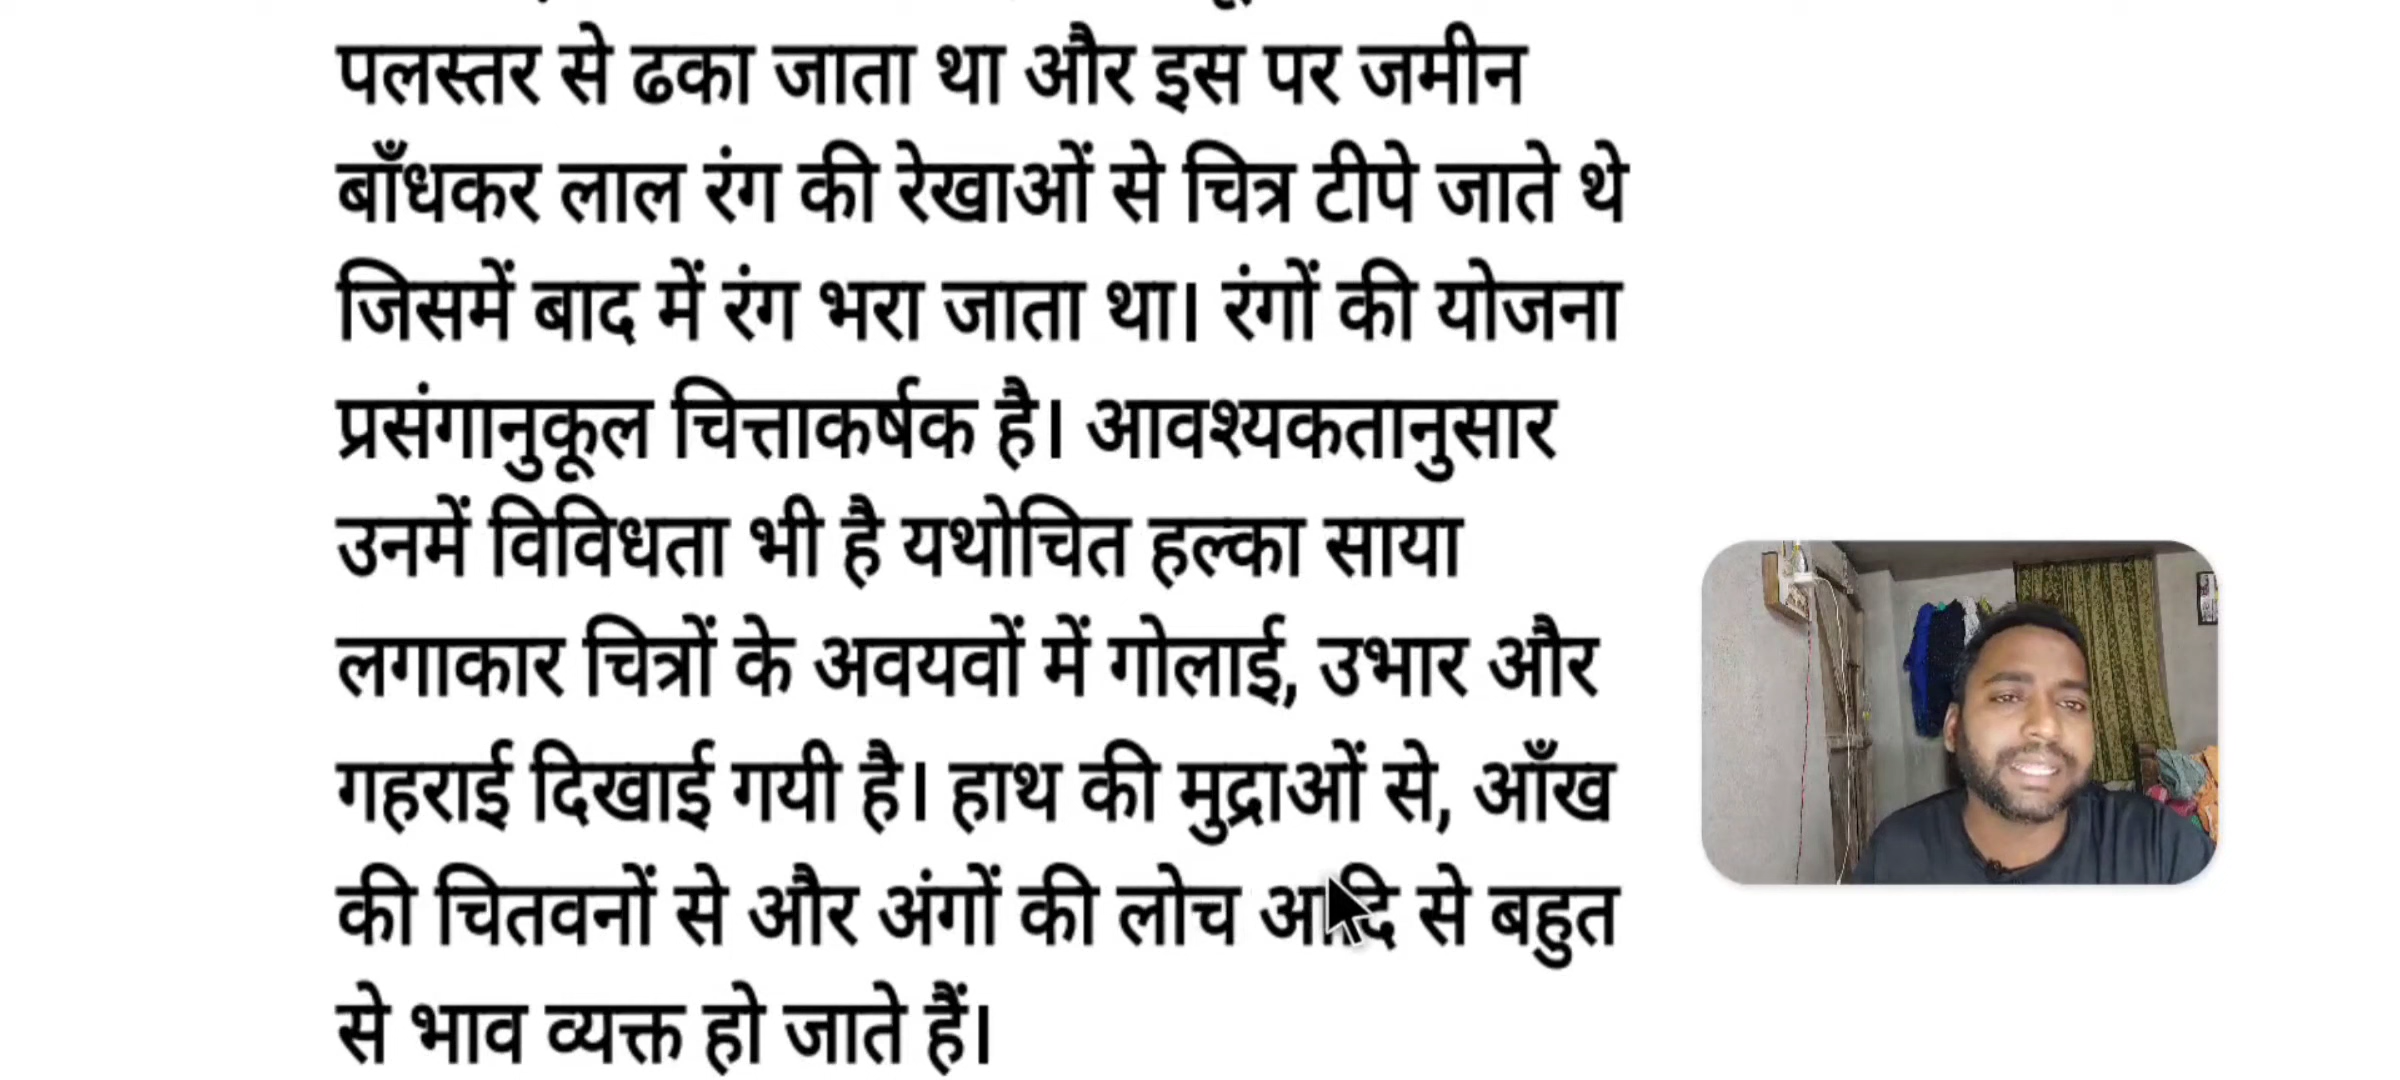 पलस्तर से ढका जाता था और इस पर जमीन
बाँधकर लाल रंग की रेखाओं से चित्र टीपे जाते थे
जिसमें बाद में रंग भरा जाता था। रंगों की योजना
प्रसंगानुकूल चित्ताकर्षक है। आवश्यकतानुसार
उनमें विविधता भी है यथोचित हल्का साया
लगाकार चित्रों के अवयवों में गोलाई, उभार और
गहराई दिखाई गयी है। हाथ की मुद्राओं से, आँख
की चितवनों से और अंगों की लोच आदि से बहुत
से भाव व्यक्त हो जाते हैं।